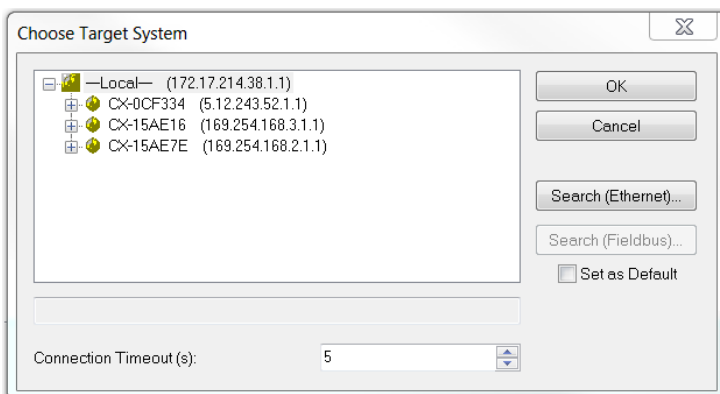 Choose Target System
—Local— (172.17.214.38.1.1)
CX-0CF334 (5.12.243.52.1.1)
CX-15AE16 (169.254.168.3.1.1)
CX-15AE7E (169.254.168.2.1.1)
OK
Cancel
Search (Ethernet)...
Search (Fieldbus)...
Set as Default
Connection Timeout (s): 5